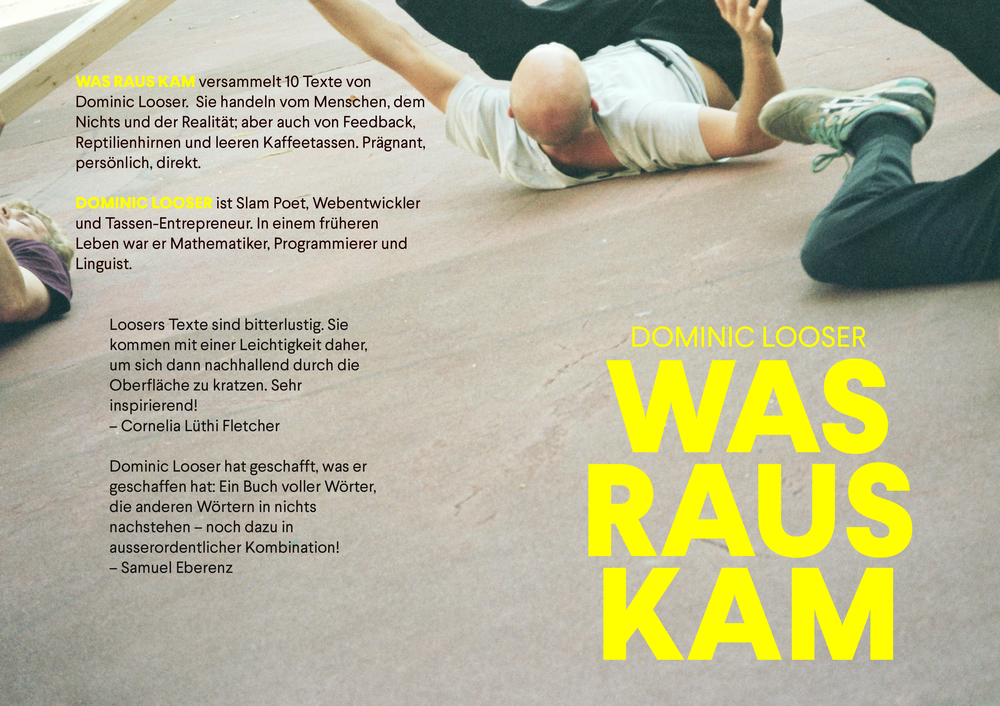 WAS RAUS KAM versammelt 10 Texte von
Dominic Looser.  Sie handeln vom Menschen, dem
Nichts und der Realität; aber auch von Feedback,
Reptilienhirnen und leeren Kaffeetassen. Prägnant,
persönlich, direkt.
DOMINIC LOOSER ist Slam Poet, Webentwickler
und Tassen-Entrepreneur. In einem früheren
Leben war er Mathematiker, Programmierer und
Linguist.
Loosers Texte sind bitterlustig. Sie
kommen mit einer Leichtigkeit daher,
um sich dann nachhallend durch die
Oberfläche zu kratzen. Sehr
inspirierend!
– Cornelia Lüthi Fletcher
Dominic Looser hat geschafft, was er
geschaffen hat: Ein Buch voller Wörter,
die anderen Wörtern in nichts
nachstehen – noch dazu in
ausserordentlicher Kombination!
– Samuel Eberenz
DOMINIC LOOSER
WAS
RAUS
KAM